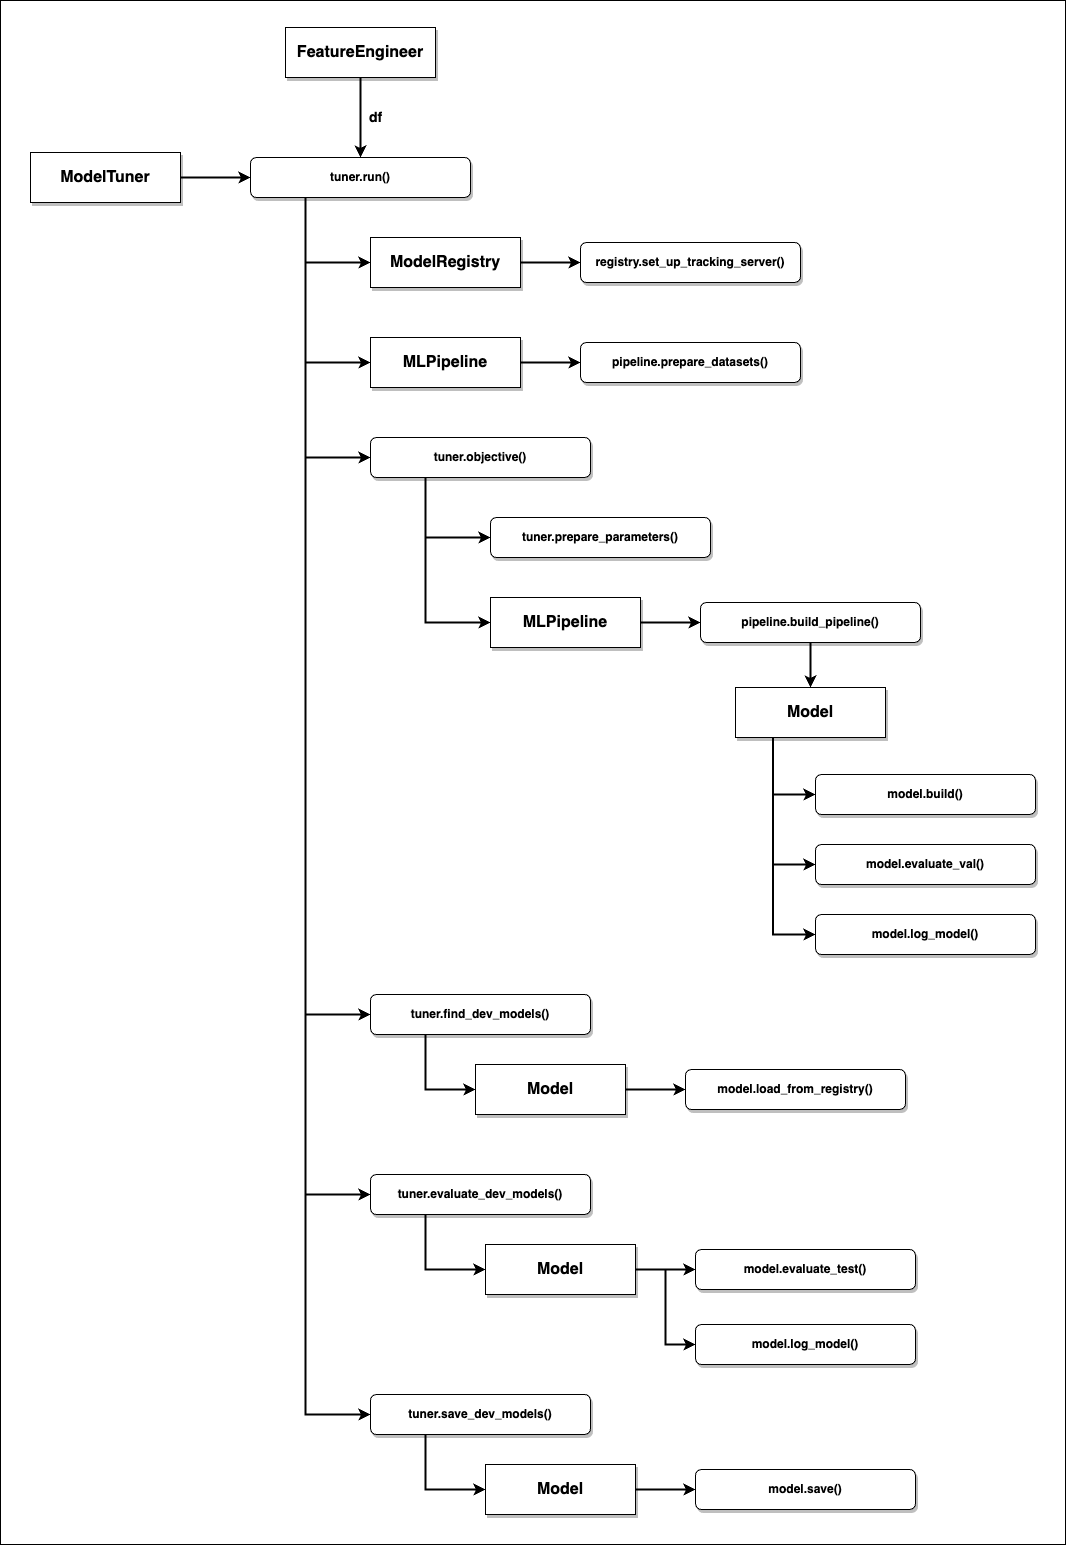 FeatureEngineer
df
ModelTuner
tuner.run()
ModelRegistry
registry.set_up_tracking_server()
MLPipeline
pipeline.prepare_datasets()
tuner.objective()
tuner.prepare_parameters()
MLPipeline
pipeline.build_pipeline()
Model
model.build()
model.evaluate_val()
model.log_model()
tuner.find_dev_models()
Model
model.load_from_registry()
tuner.evaluate_dev_models()
Model
model.evaluate_test()
model.log_model()
tuner.save_dev_models()
Model
model.save()